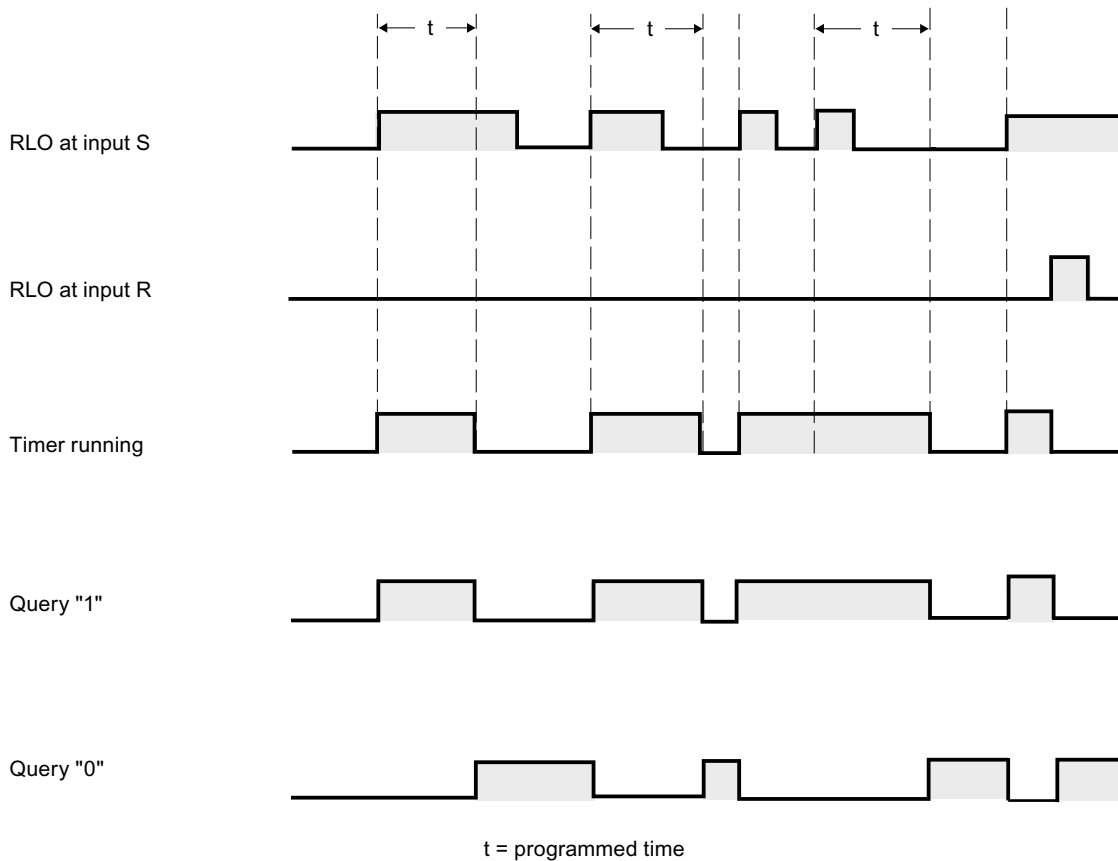 t t t
RLO at input S
RLO at input R
Timer running
Query "1"
Query "0"
t = programmed time